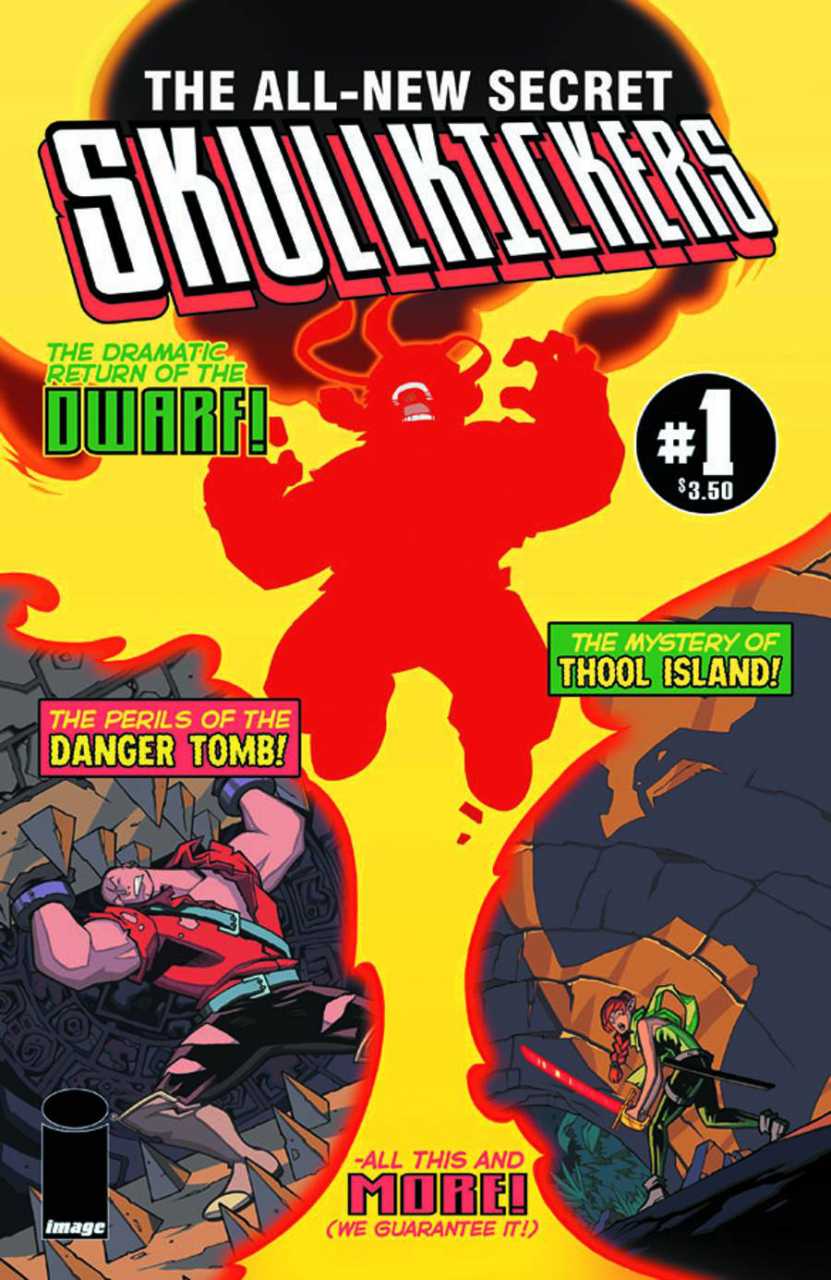 THE ALL-NEW SECRET
SKULLKICKERS
THE DRAMATIC
RETURN OF THE
DWARF!
#1
$3.50
THE MYSTERY OF
THOOL ISLAND!
THE PERILS OF THE
DANGER TOMB!
-ALL THIS AND
MORE!
(WE GUARANTEE IT!)
image